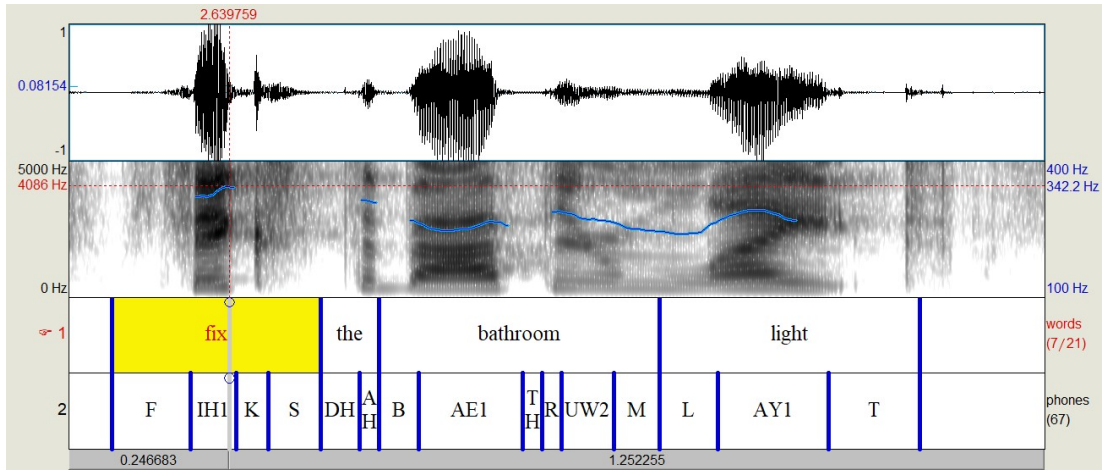 2.639759
1
0.08154
-1
5000 Hz 400 Hz
4086 Hz 342.2 Hz
0 Hz 100 Hz
☞ 1 fix the bathroom light words (7/21)
2 F IH1 K S DH AH B AE1 TH R UW2 M L AY1 T phones (67)
0.246683 1.252255